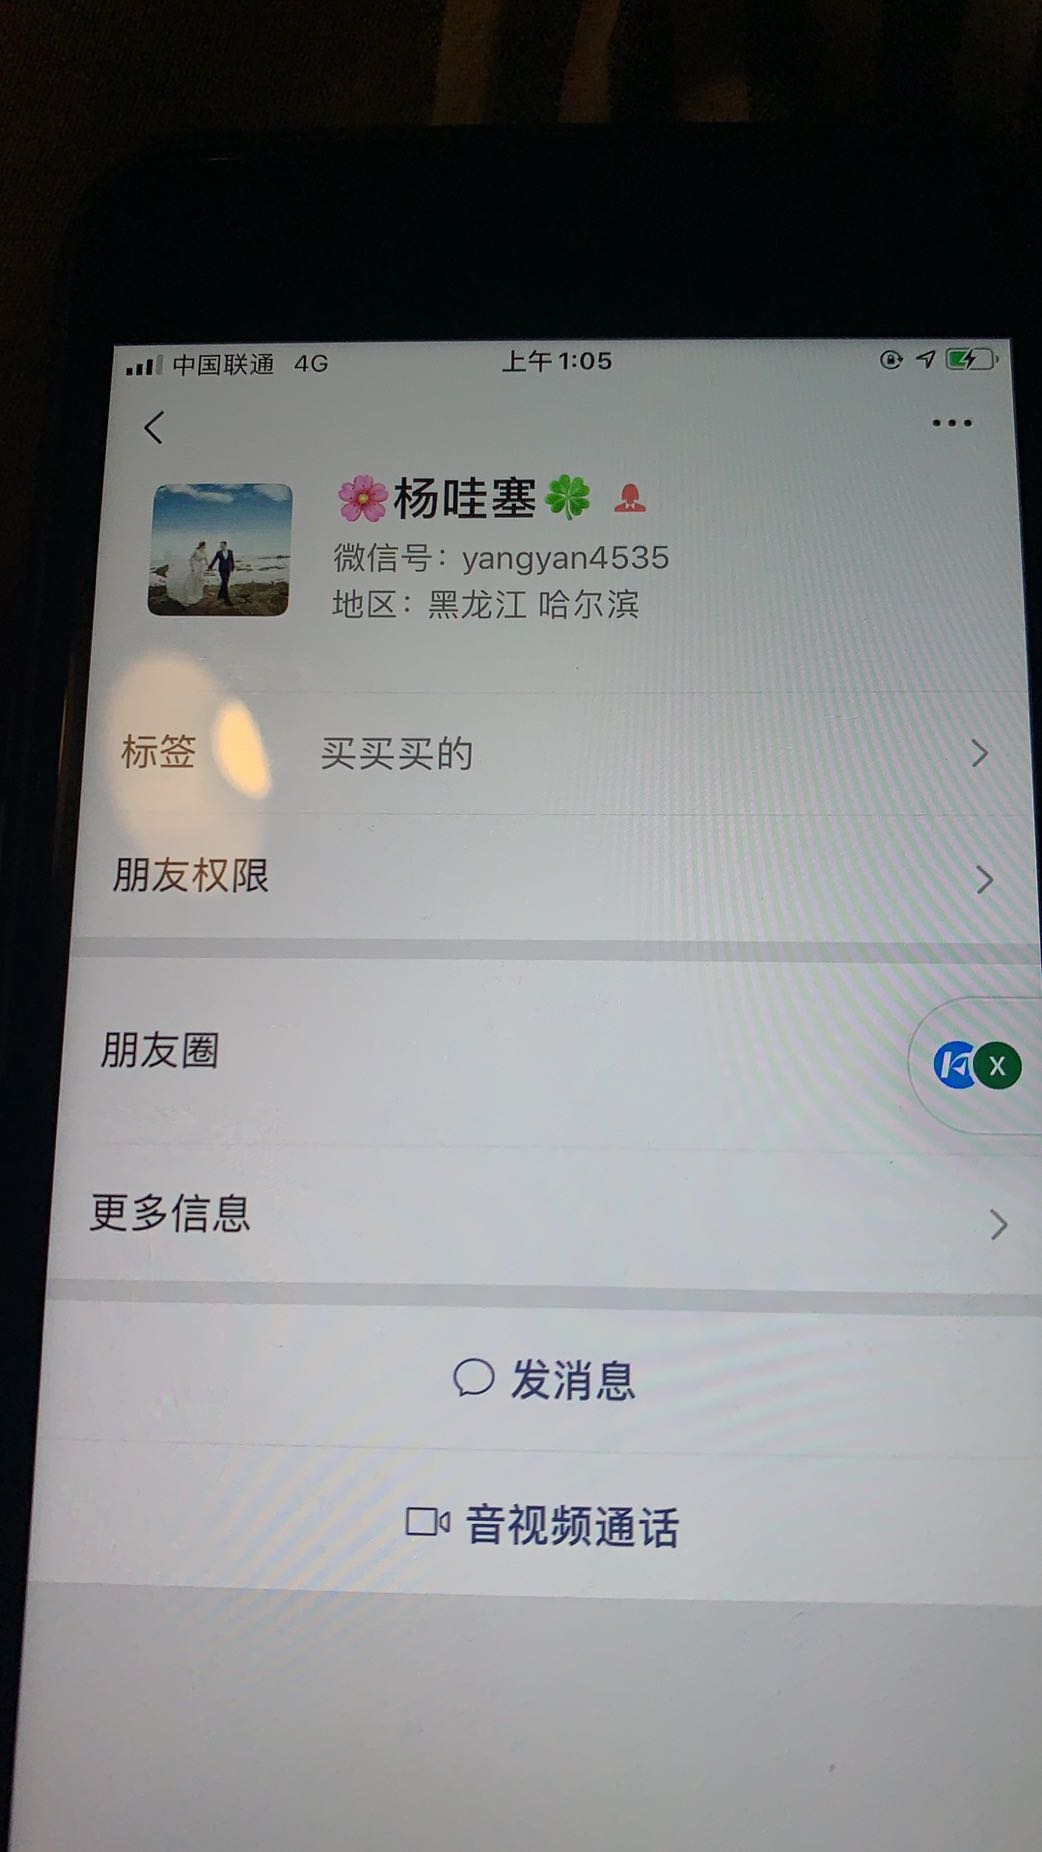 中国联通 4G 上午1:05
🌸杨哇塞🍀
微信号：yangyan4535
地区：黑龙江 哈尔滨
标签 买买买的
朋友权限
朋友圈
X
更多信息
发消息
音视频通话